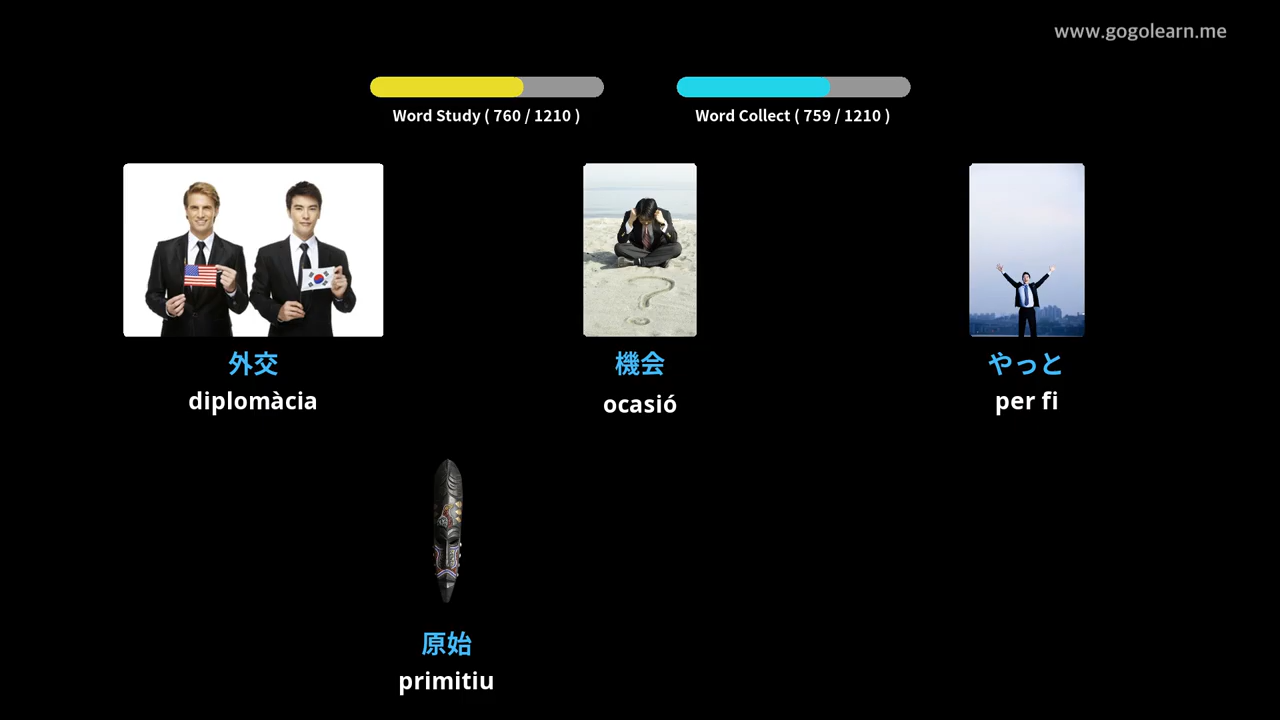 www.gogolearn.me
Word Study ( 760 / 1210 )
Word Collect ( 759 / 1210 )
外交
diplomàcia
機会
ocasió
やっと
per fi
原始
primitiu